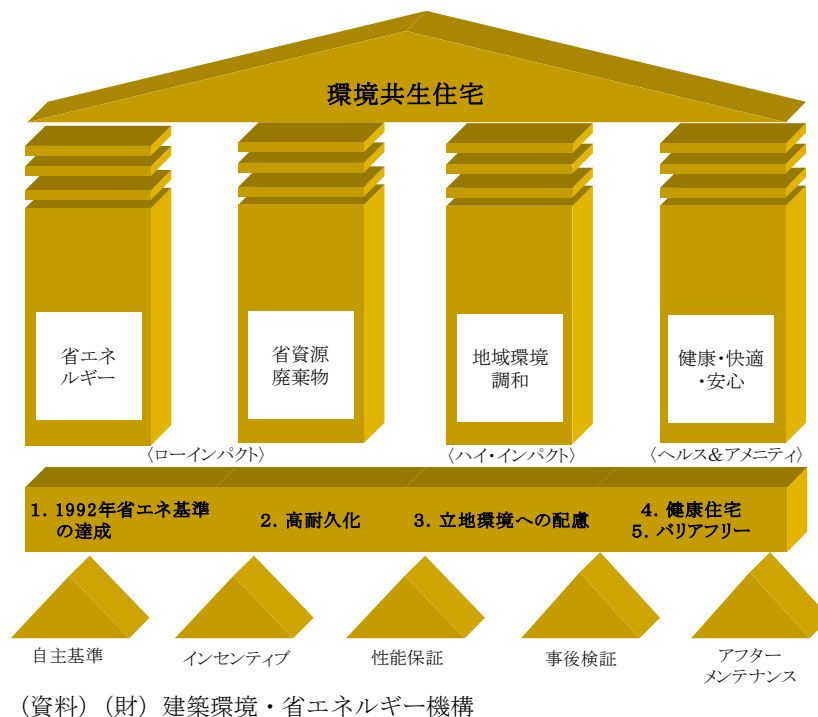 環境共生住宅
省エネ
ルギー
省資源
廃棄物
地域環境
調和
健康・快適
・安心
〈ローインパクト〉
〈ハイ・インパクト〉
〈ヘルス&アメニティ〉
1. 1992年省エネ基準
の達成
2. 高耐久化
3. 立地環境への配慮
4. 健康住宅
5. バリアフリー
自主基準
インセンティブ
性能保証
事後検証
アフター
メンテナンス
（資料）（財）建築環境・省エネルギー機構